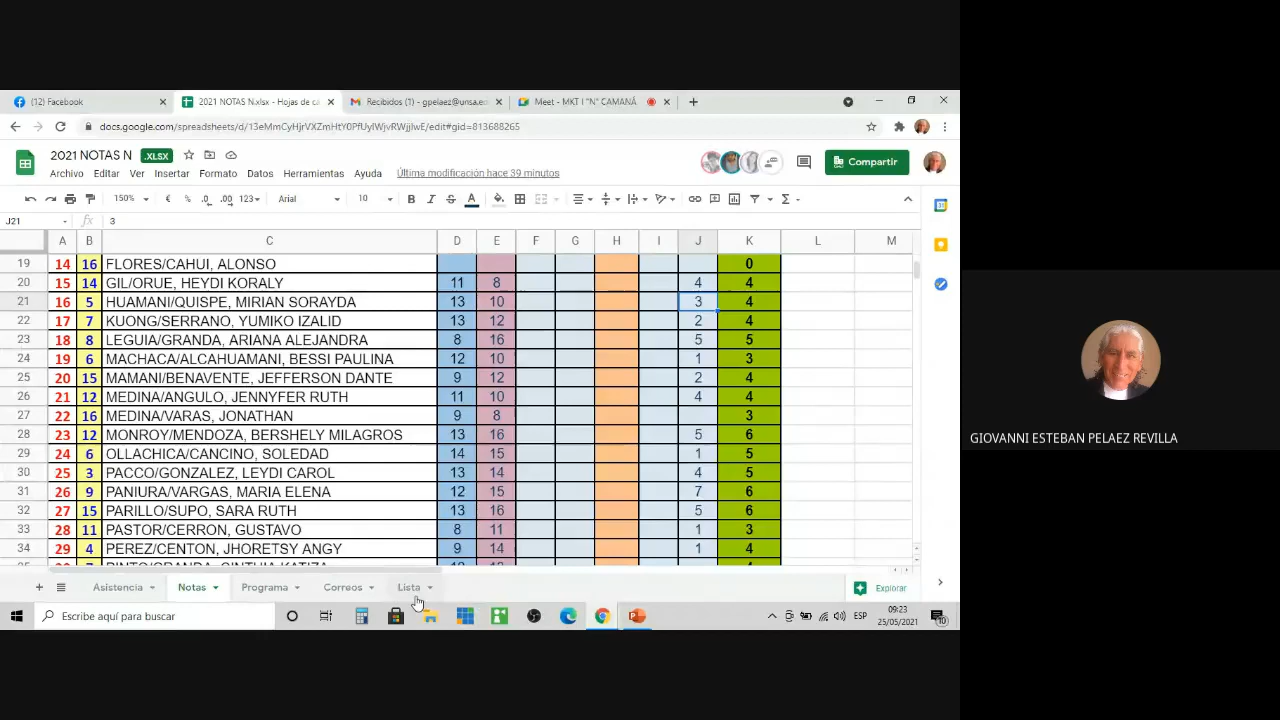 (12) Facebook
2021 NOTAS N.xlsx - Hojas de cá
Recibidos (1) - gpelaez@unsa.e
Meet - MKT I "N" CAMANÁ
docs.google.com/spreadsheets/d/13eMmCyHjrVXZmHtY0PfUyIWjvRWjjlwE/edit#gid=813688265
2021 NOTAS N .XLSX
Compartir
Archivo Editar Ver Insertar Formato Datos Herramientas Ayuda Última modificación hace 39 minutos
150% € % .0 .00 123 Arial 10 B I S A
J21 fx 3
A B C D E F G H I J K L M
19 14 16 FLORES/CAHUI, ALONSO 0
20 15 14 GIL/ORUE, HEYDI KORALY 11 8 4 4
21 16 5 HUAMANI/QUISPE, MIRIAN SORAYDA 13 10 3 4
22 17 7 KUONG/SERRANO, YUMIKO IZALID 13 12 2 4
23 18 8 LEGUIA/GRANDA, ARIANA ALEJANDRA 8 16 5 5
24 19 6 MACHACA/ALCAHUAMANI, BESSI PAULINA 12 10 1 3
25 20 15 MAMANI/BENAVENTE, JEFFERSON DANTE 9 12 2 4
26 21 12 MEDINA/ANGULO, JENNYFER RUTH 11 10 4 4
27 22 16 MEDINA/VARAS, JONATHAN 9 8 3
28 23 12 MONROY/MENDOZA, BERSHELY MILAGROS 13 16 5 6
29 24 6 OLLACHICA/CANCINO, SOLEDAD 14 15 1 5
30 25 3 PACCO/GONZALEZ, LEYDI CAROL 13 14 4 5
31 26 9 PANIURA/VARGAS, MARIA ELENA 12 15 7 6
32 27 15 PARILLO/SUPO, SARA RUTH 13 16 5 6
33 28 11 PASTOR/CERRON, GUSTAVO 8 11 1 3
34 29 4 PEREZ/CENTON, JHORETSY ANGY 9 14 1 4
Asistencia Notas Programa Correos Lista
Explorar
Escribe aquí para buscar
ESP
09:23
25/05/2021
GIOVANNI ESTEBAN PELAEZ REVILLA